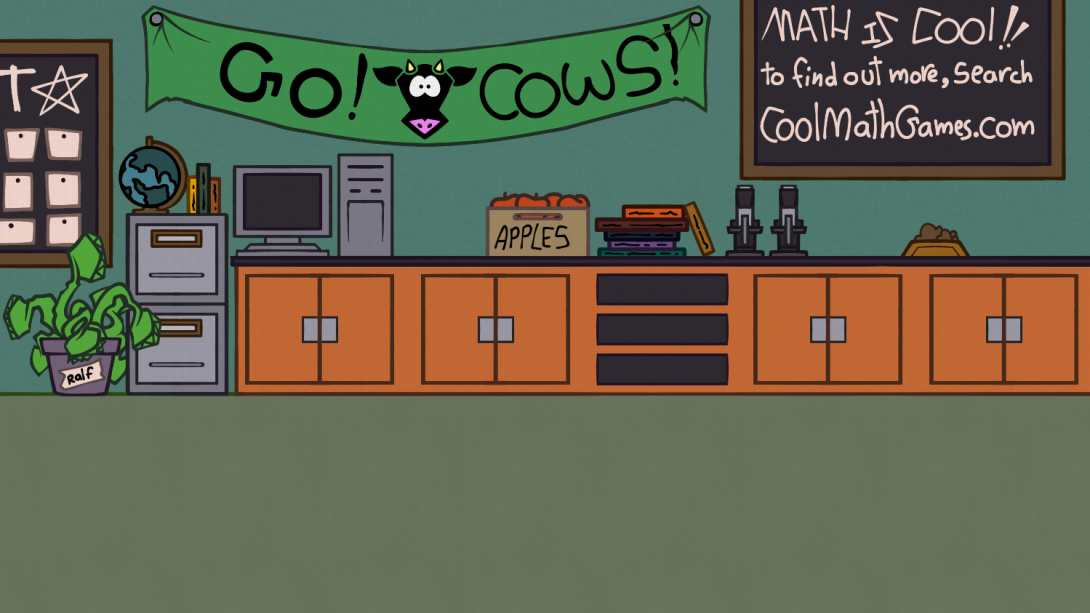 GO! COWS!
MATH IS COOL!!
to find out more, Search
CoolMathGames.com
T☆
APPLES
Ralf